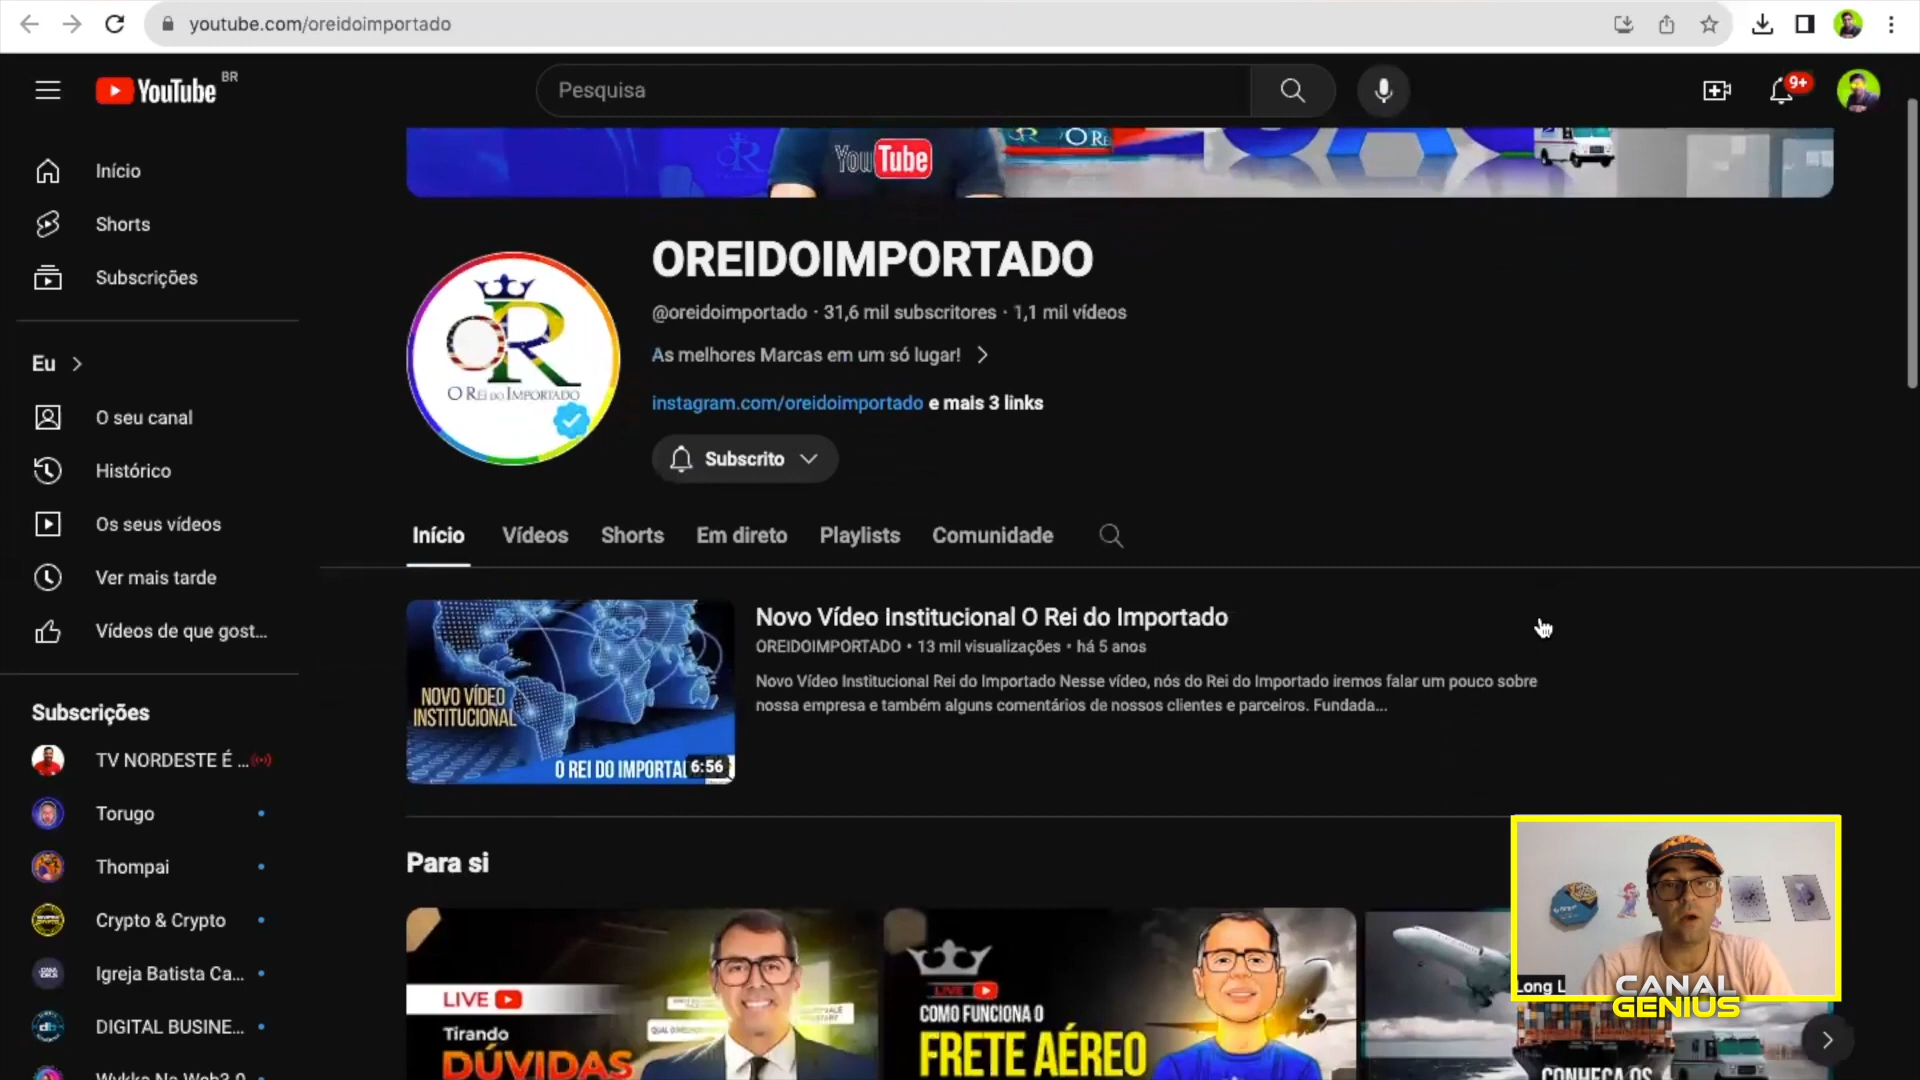 youtube.com/oreidoimportado
YouTube BR
Pesquisa
9+
Início
Shorts
Subscrições
Eu
O seu canal
Histórico
Os seus vídeos
Ver mais tarde
Vídeos de que gost...
Subscrições
TV NORDESTE É ...
Torugo
Thompai
Crypto & Crypto
Igreja Batista Ca...
DIGITAL BUSINE...
YouTube
OREIDOIMPORTADO
O REI DO IMPORTADO
@oreidoimportado · 31,6 mil subscritores · 1,1 mil vídeos
As melhores Marcas em um só lugar!
instagram.com/oreidoimportado e mais 3 links
Subscrito
Início
Vídeos
Shorts
Em direto
Playlists
Comunidade
NOVO VÍDEO
INSTITUCIONAL
O REI DO IMPORTA
6:56
Novo Vídeo Institucional O Rei do Importado
OREIDOIMPORTADO • 13 mil visualizações • há 5 anos
Novo Vídeo Institucional Rei do Importado Nesse vídeo, nós do Rei do Importado iremos falar um pouco sobre
nossa empresa e também alguns comentários de nossos clientes e parceiros. Fundada...
Para si
LIVE
Tirando
DÚVIDAS
LIVE
COMO FUNCIONA O
FRETE AÉREO
Long L
CONHEÇA OS
CANAL
GENIUS